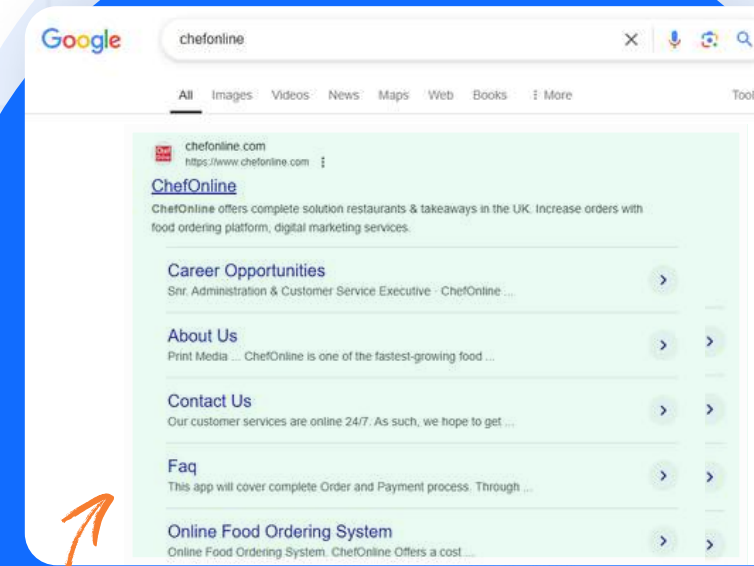 Google
chefonline
All Images Videos News Maps Web Books More Tool
Chef Online
chefonline.com
https://www.chefonline.com
ChefOnline
ChefOnline offers complete solution restaurants & takeaways in the UK. Increase orders with
food ordering platform, digital marketing services.
Career Opportunities
Snr. Administration & Customer Service Executive · ChefOnline ...
About Us
Print Media ... ChefOnline is one of the fastest-growing food ...
Contact Us
Our customer services are online 24/7. As such, we hope to get ...
Faq
This app will cover complete Order and Payment process. Through ...
Online Food Ordering System
Online Food Ordering System. ChefOnline Offers a cost ...